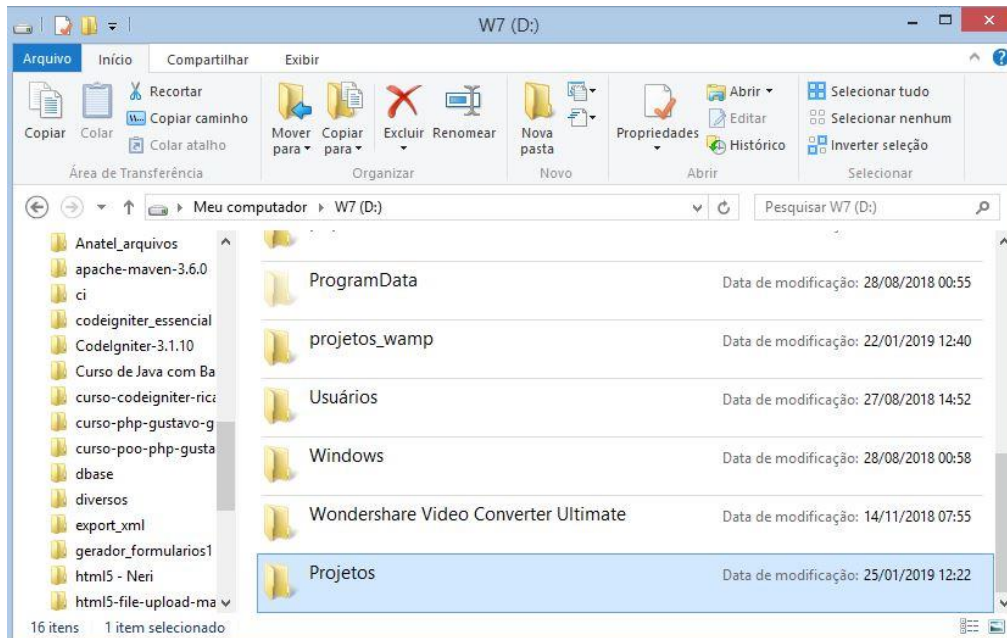 W7 (D:)
Arquivo Início Compartilhar Exibir
Copiar
Colar
Recortar
Copiar caminho
Colar atalho
Área de Transferência
Mover para
Copiar para
Excluir
Renomear
Organizar
Nova pasta
Novo
Propriedades
Abrir
Editar
Histórico
Abrir
Selecionar tudo
Selecionar nenhum
Inverter seleção
Selecionar
Meu computador W7 (D:)
Pesquisar W7 (D:)
Anatel_arquivos
apache-maven-3.6.0
ci
codeigniter_essencial
CodeIgniter-3.1.10
Curso de Java com Ba
curso-codeigniter-rica
curso-php-gustavo-g
curso-poo-php-gusta
dbase
diversos
export_xml
gerador_formularios1
html5 - Neri
html5-file-upload-ma
ProgramData Data de modificação: 28/08/2018 00:55
projetos_wamp Data de modificação: 22/01/2019 12:40
Usuários Data de modificação: 27/08/2018 14:52
Windows Data de modificação: 28/08/2018 00:58
Wondershare Video Converter Ultimate Data de modificação: 14/11/2018 07:55
Projetos Data de modificação: 25/01/2019 12:22
16 itens 1 item selecionado